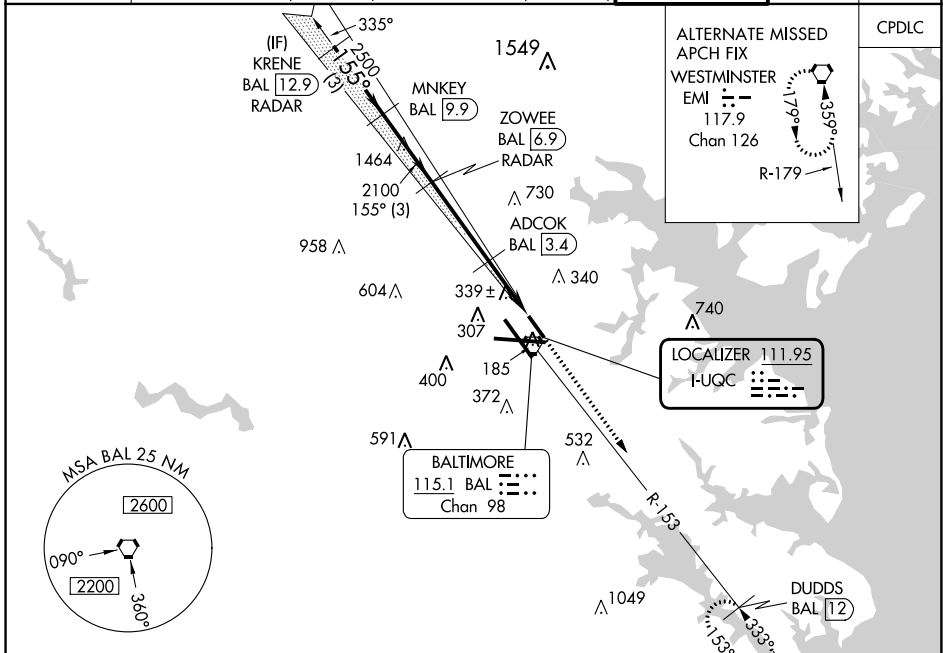 335°
(IF)
KRENE
BAL 12.9
RADAR
2500
155°
(3)
1549
MNKEY
BAL 9.9
ZOWEE
BAL 6.9
RADAR
1464
2100
155° (3)
730
ADCOK
BAL 3.4
958
604
339 ±
340
307
185
400
372
591
532
740
LOCALIZER 111.95
I-UQC
BALTIMORE
115.1 BAL
Chan 98
R-153
1049
DUDDS
BAL 12
333°
153°
ALTERNATE MISSED
APCH FIX
WESTMINSTER
EMI
117.9
Chan 126
179°
359°
R-179
CPDLC
MSA BAL 25 NM
2600
090°
2200
360°